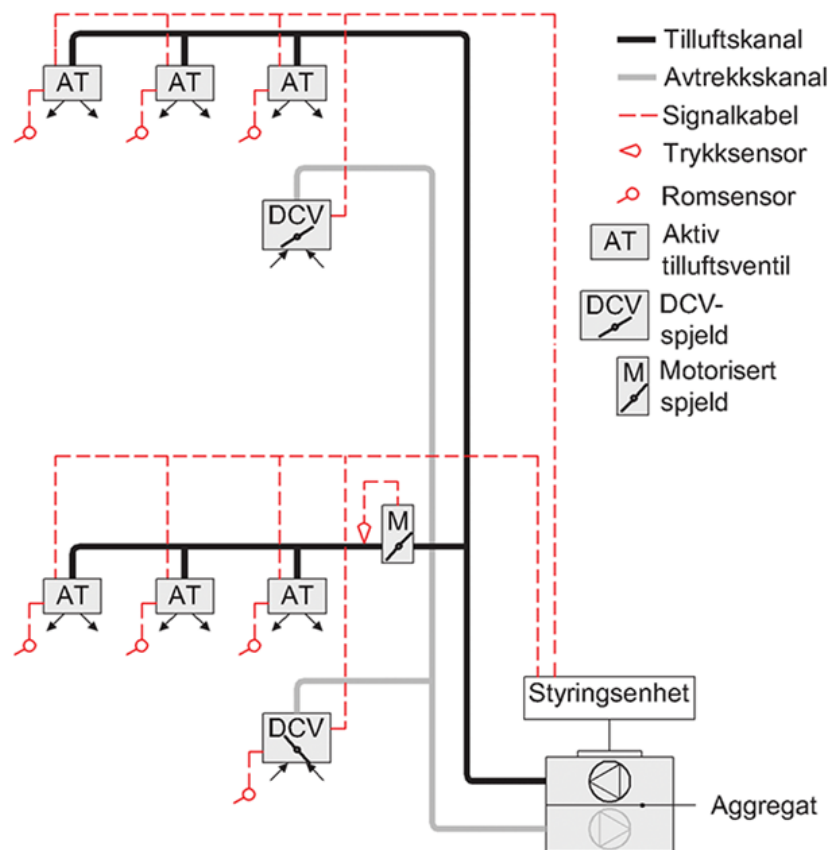 AT AT AT
DCV
Tilluftskanal
Avtrekkskanal
Signalkabel
Trykksensor
Romsensor
AT
Aktiv
tilluftsventil
DCV
DCV-
spjeld
M
Motorisert
spjeld
M
AT AT AT
DCV
Styringsenhet
Aggregat